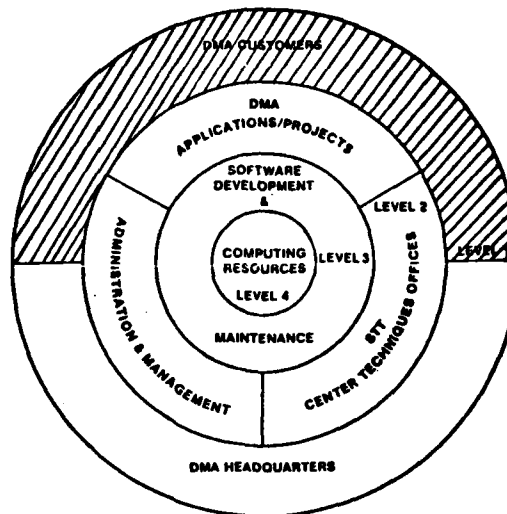 DMA CUSTOMERS
DMA
APPLICATIONS/PROJECTS
SOFTWARE
DEVELOPMENT
&
LEVEL 2
COMPUTING
RESOURCES
LEVEL 3
LEVEL
LEVEL 4
MAINTENANCE
ADMINISTRATION & MANAGEMENT
STT
CENTER TECHNIQUES OFFICES
DMA HEADQUARTERS